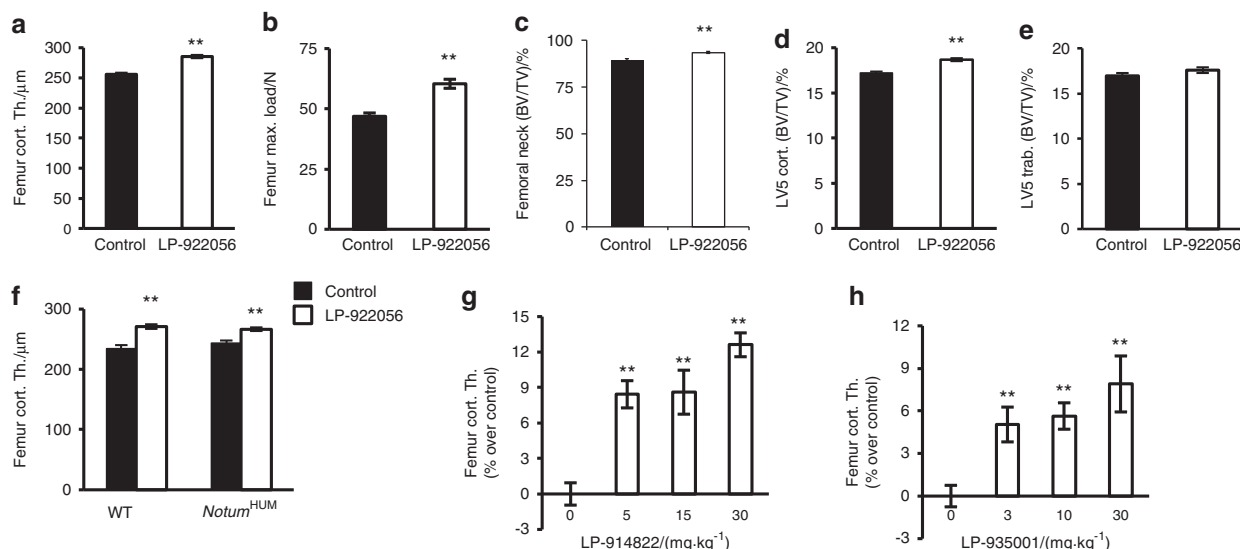 a
**
Femur cort. Th./μm
300
250
200
150
100
50
0
Control
LP-922056
b
**
Femur max. load/N
75
50
25
0
Control
LP-922056
c
**
Femoral neck (BV/TV)/%
100
75
50
25
0
Control
LP-922056
d
**
LV5 cort. (BV/TV)/%
20
15
10
5
0
Control
LP-922056
e
LV5 trab. (BV/TV)/%
20
15
10
5
0
Control
LP-922056
f
Control
LP-922056
**
**
Femur cort. Th./μm
300
200
100
0
WT
Notum^HUM
g
**
**
**
Femur cort. Th.
(% over control)
15
12
9
6
3
0
-3
0
5
15
30
LP-914822/(mg·kg⁻¹)
h
**
**
**
Femur cort. Th.
(% over control)
12
9
6
3
0
-3
0
3
10
30
LP-935001/(mg·kg⁻¹)